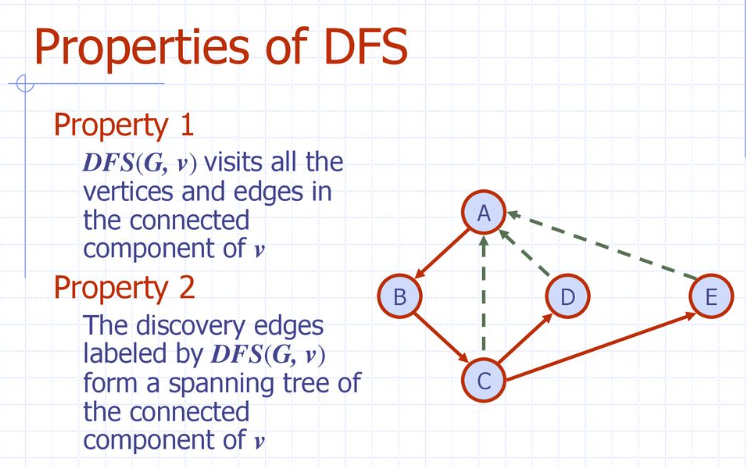 Properties of DFS
Property 1
DFS(G, v) visits all the
vertices and edges in
the connected
component of v
Property 2
The discovery edges
labeled by DFS(G, v)
form a spanning tree of
the connected
component of v
A
B
D
E
C